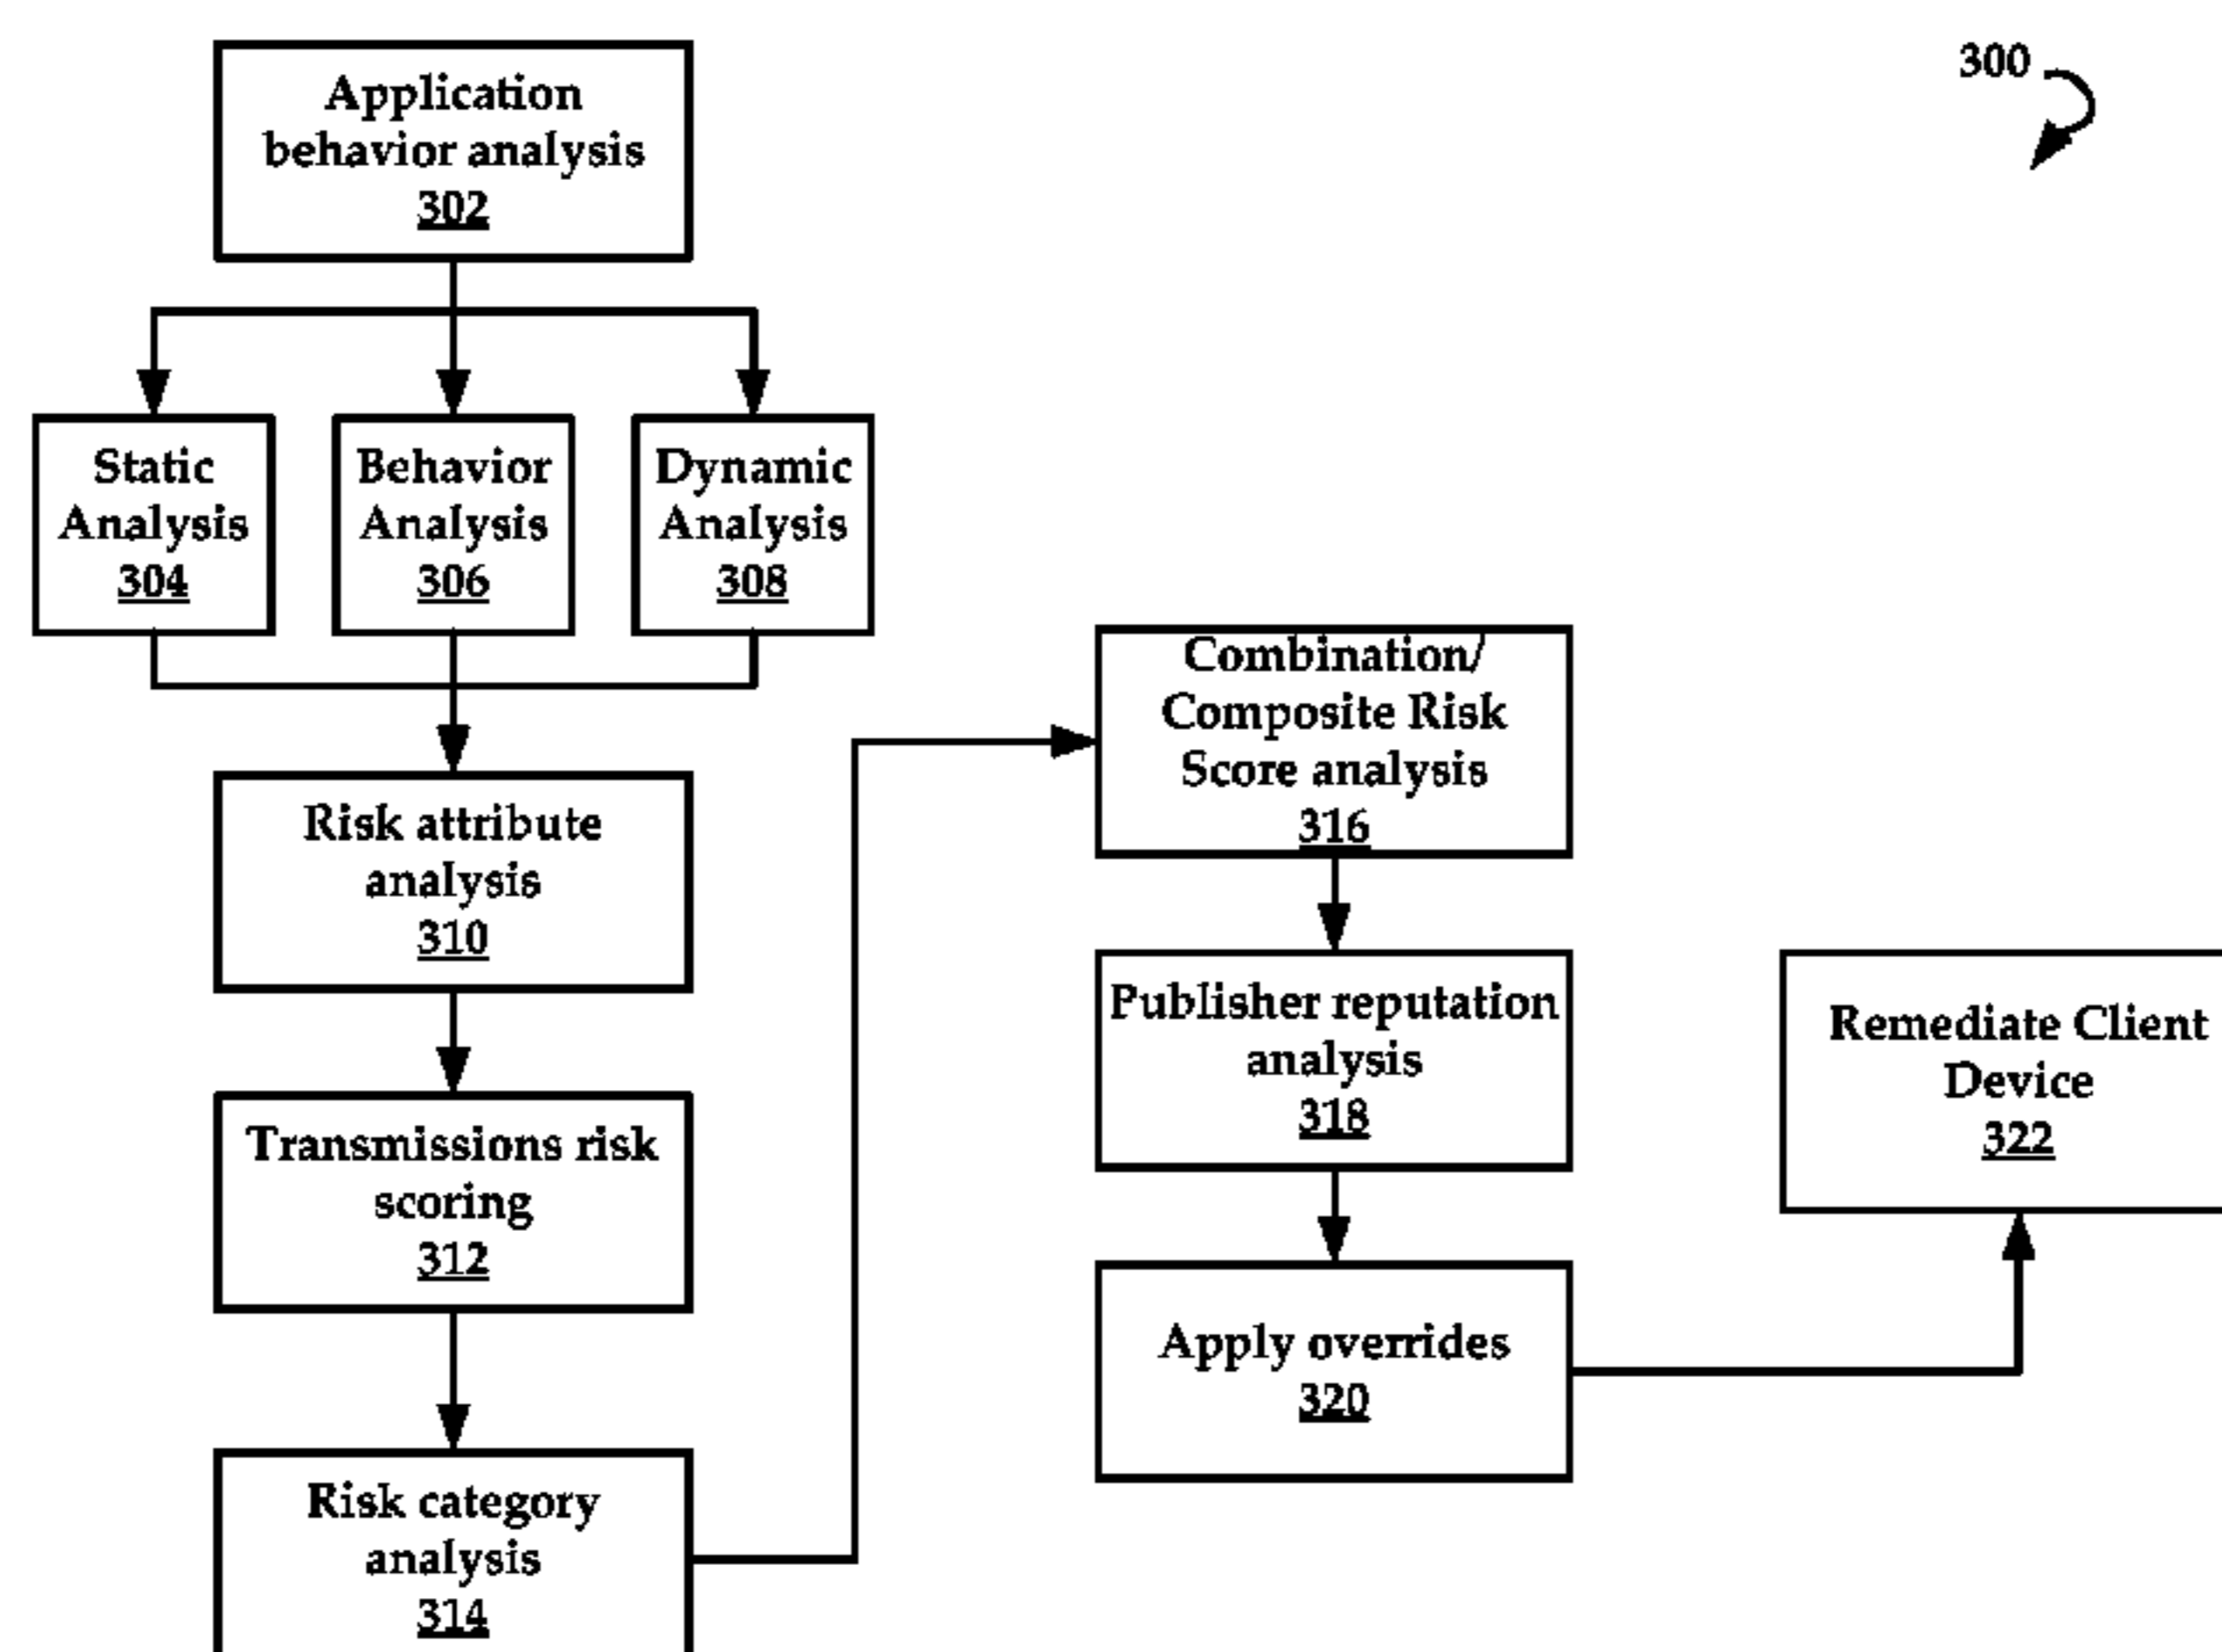 300
Application
behavior analysis
302
Static
Analysis
304
Behavior
Analysis
306
Dynamic
Analysis
308
Risk attribute
analysis
310
Transmissions risk
scoring
312
Risk category
analysis
314
Combination/
Composite Risk
Score analysis
316
Publisher reputation
analysis
318
Apply overrides
320
Remediate Client
Device
322